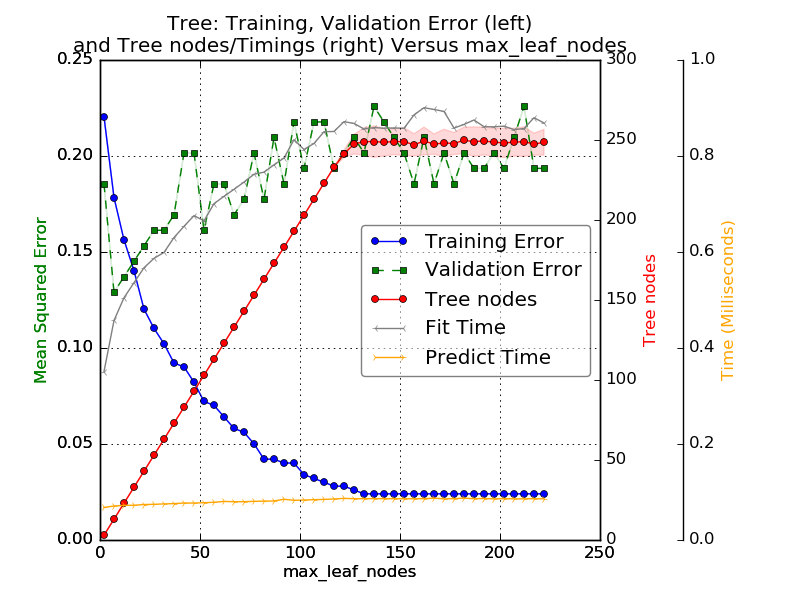 Tree: Training, Validation Error (left)
and Tree nodes/Timings (right) Versus max_leaf_nodes
0.25
0.20
0.15
0.10
0.05
0.00
Mean Squared Error
0
50
100
150
200
250
max_leaf_nodes
Training Error
Validation Error
Tree nodes
Fit Time
Predict Time
300
250
200
150
100
50
0
Tree nodes
1.0
0.8
0.6
0.4
0.2
0.0
Time (Milliseconds)